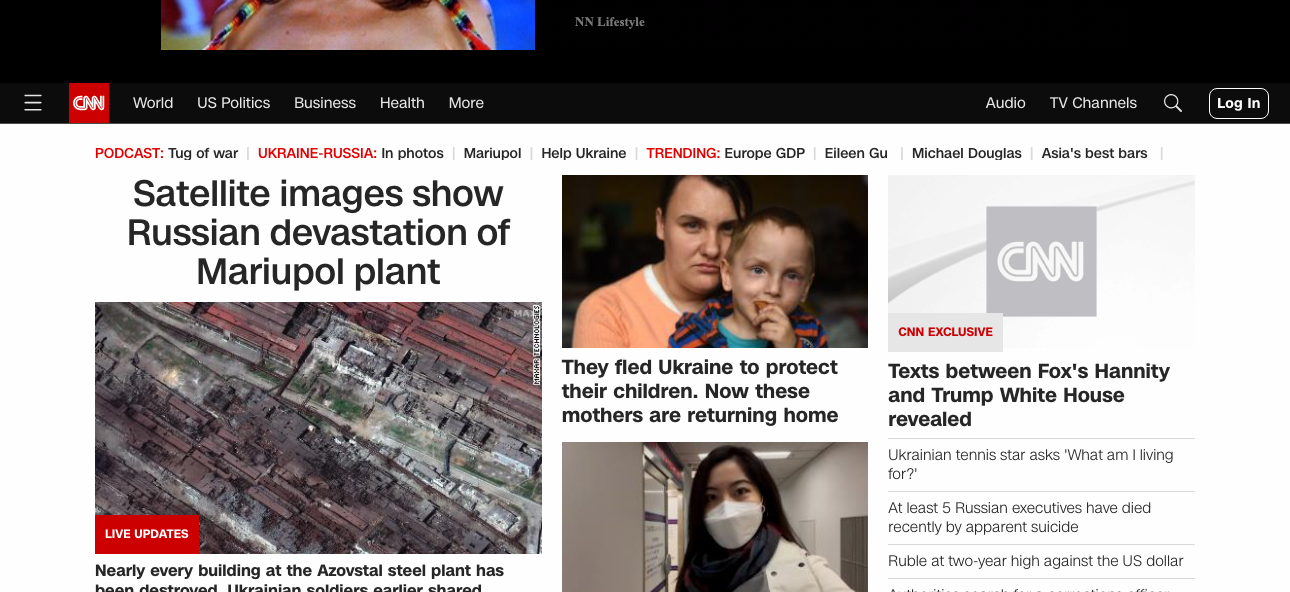 NN Lifestyle
CNN World US Politics Business Health More Audio TV Channels Log In
PODCAST: Tug of war | UKRAINE-RUSSIA: In photos | Mariupol | Help Ukraine | TRENDING: Europe GDP | Eileen Gu | Michael Douglas | Asia's best bars |
Satellite images show
Russian devastation of
Mariupol plant
MAXAR TECHNOLOGIES
LIVE UPDATES
Nearly every building at the Azovstal steel plant has
been destroyed, Ukrainian soldiers earlier shared
They fled Ukraine to protect
their children. Now these
mothers are returning home
CNN
CNN EXCLUSIVE
Texts between Fox's Hannity
and Trump White House
revealed
Ukrainian tennis star asks 'What am I living
for?'
At least 5 Russian executives have died
recently by apparent suicide
Ruble at two-year high against the US dollar